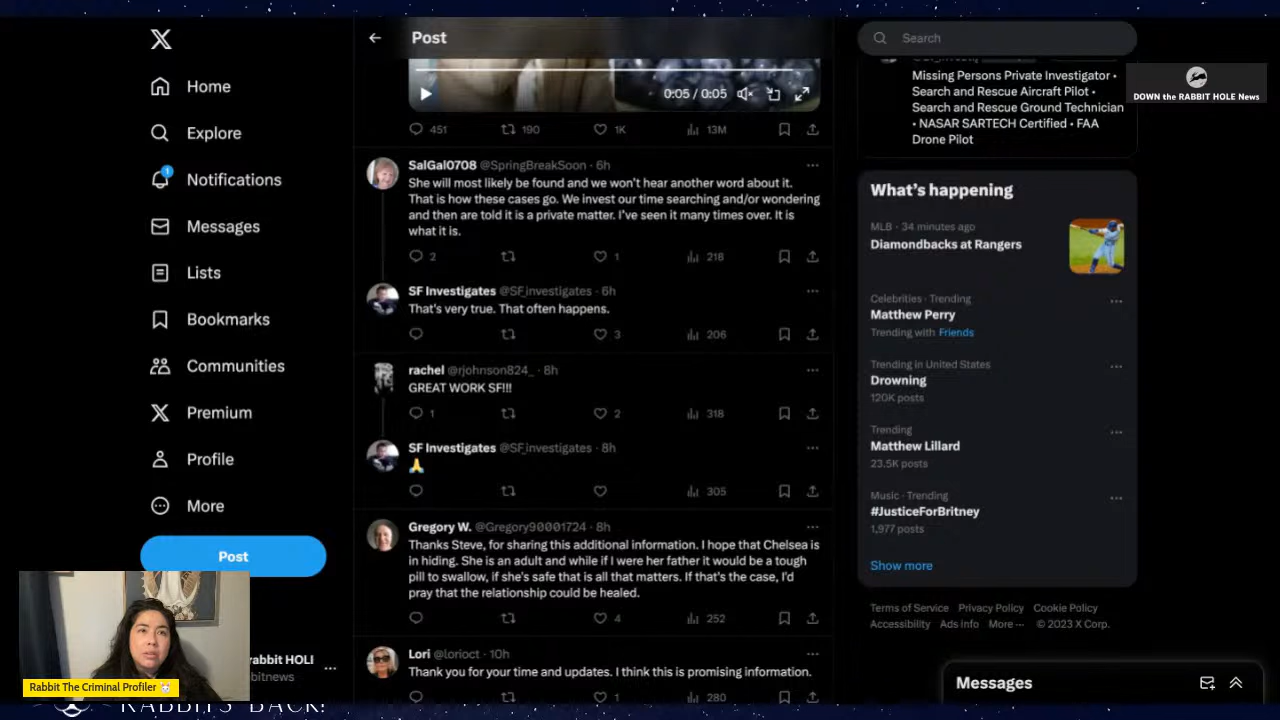 Post
Search
Home
Explore
Notifications
1
Messages
Lists
Bookmarks
Communities
Premium
Profile
More
Post
0:05 / 0:05
451 190 1K 13M
SalGal0708 @SpringBreakSoon · 6h
She will most likely be found and we won't hear another word about it.
That is how these cases go. We invest our time searching and/or wondering
and then are told it is a private matter. I've seen it many times over. It is
what it is.
2 1 216
SF Investigates @SF_investigates · 6h
That's very true. That often happens.
3 206
rachel @rjohnson824_ · 8h
GREAT WORK SF!!!
1 2 318
SF Investigates @SF_investigates · 8h
🙏
305
Gregory W. @Gregory90001724 · 8h
Thanks Steve, for sharing this additional information. I hope that Chelsea is
in hiding. She is an adult and while if I were her father it would be a tough
pill to swallow, if she's safe that is all that matters. If that's the case, I'd
pray that the relationship could be healed.
4 252
Lori @lorioct · 10h
Thank you for your time and updates. I think this is promising information.
1 280
Missing Persons Private Investigator •
Search and Rescue Aircraft Pilot •
Search and Rescue Ground Technician
• NASAR SARTECH Certified • FAA
Drone Pilot
DOWN the RABBIT HOLE News
What's happening
MLB · 34 minutes ago
Diamondbacks at Rangers
Celebrities · Trending
Matthew Perry
Trending with Friends
Trending in United States
Drowning
120K posts
Trending
Matthew Lillard
23.5K posts
Music · Trending
#JusticeForBritney
1,977 posts
Show more
Terms of Service Privacy Policy Cookie Policy
Accessibility Ads info More ··· © 2023 X Corp.
Messages
rabbit HOLI
bitnews
Rabbit The Criminal Profiler
RABBITS BACK!